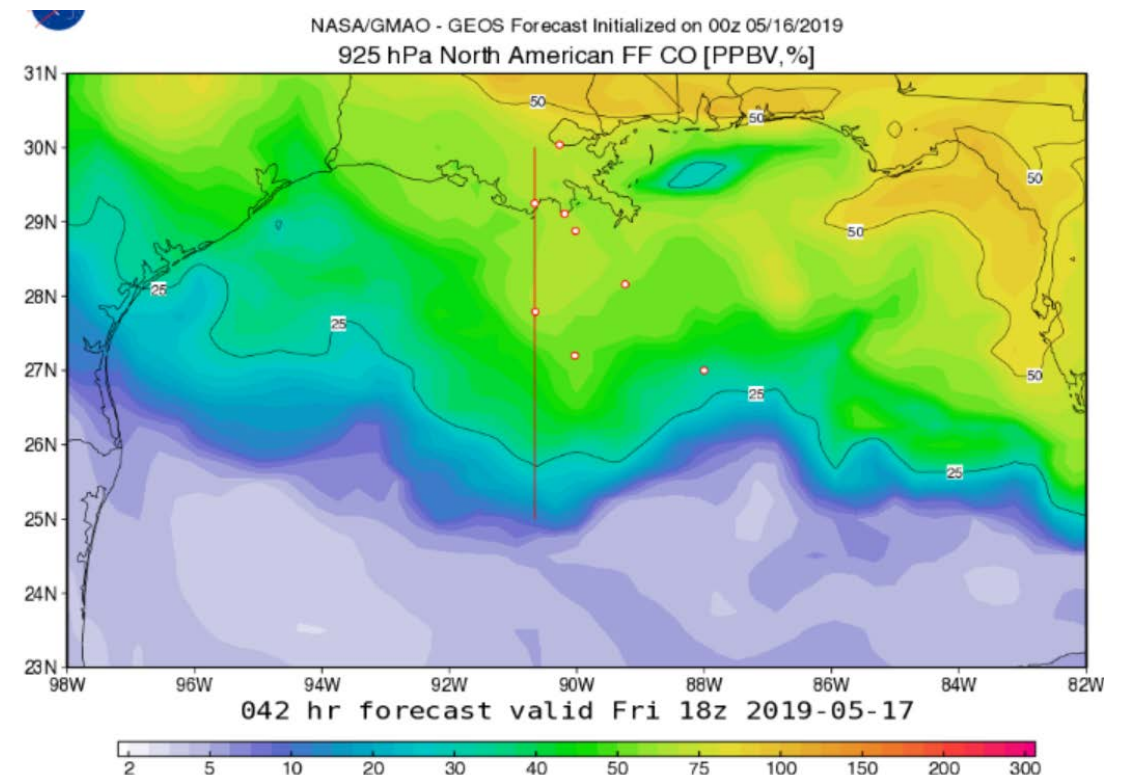 NASA/GMAO - GEOS Forecast Initialized on 00z 05/16/2019
925 hPa North American FF CO [PPBV,%]
31N
50
50
30N
50
29N
50
28N
25
25
27N
50
25
26N
25
25N
24N
23N
98W 96W 94W 92W 90W 88W 86W 84W 82W
042 hr forecast valid Fri 18z 2019-05-17
2 5 10 20 30 40 50 75 100 150 200 300